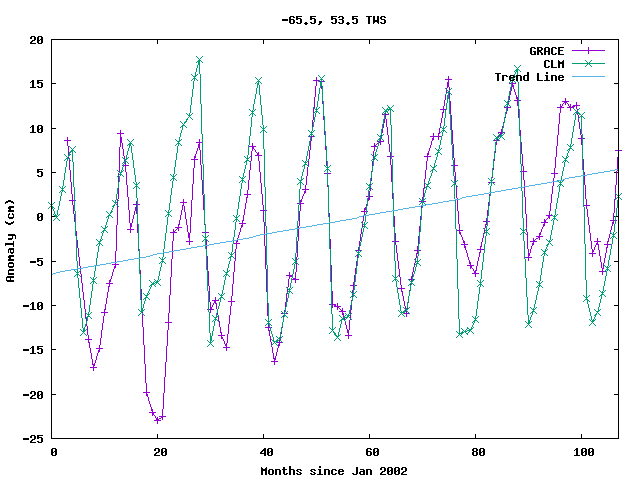 -65.5, 53.5 TWS
GRACE
CLM
Trend Line
20
15
10
5
0
-5
-10
-15
-20
-25
Anomaly (cm)
0 20 40 60 80 100
Months since Jan 2002